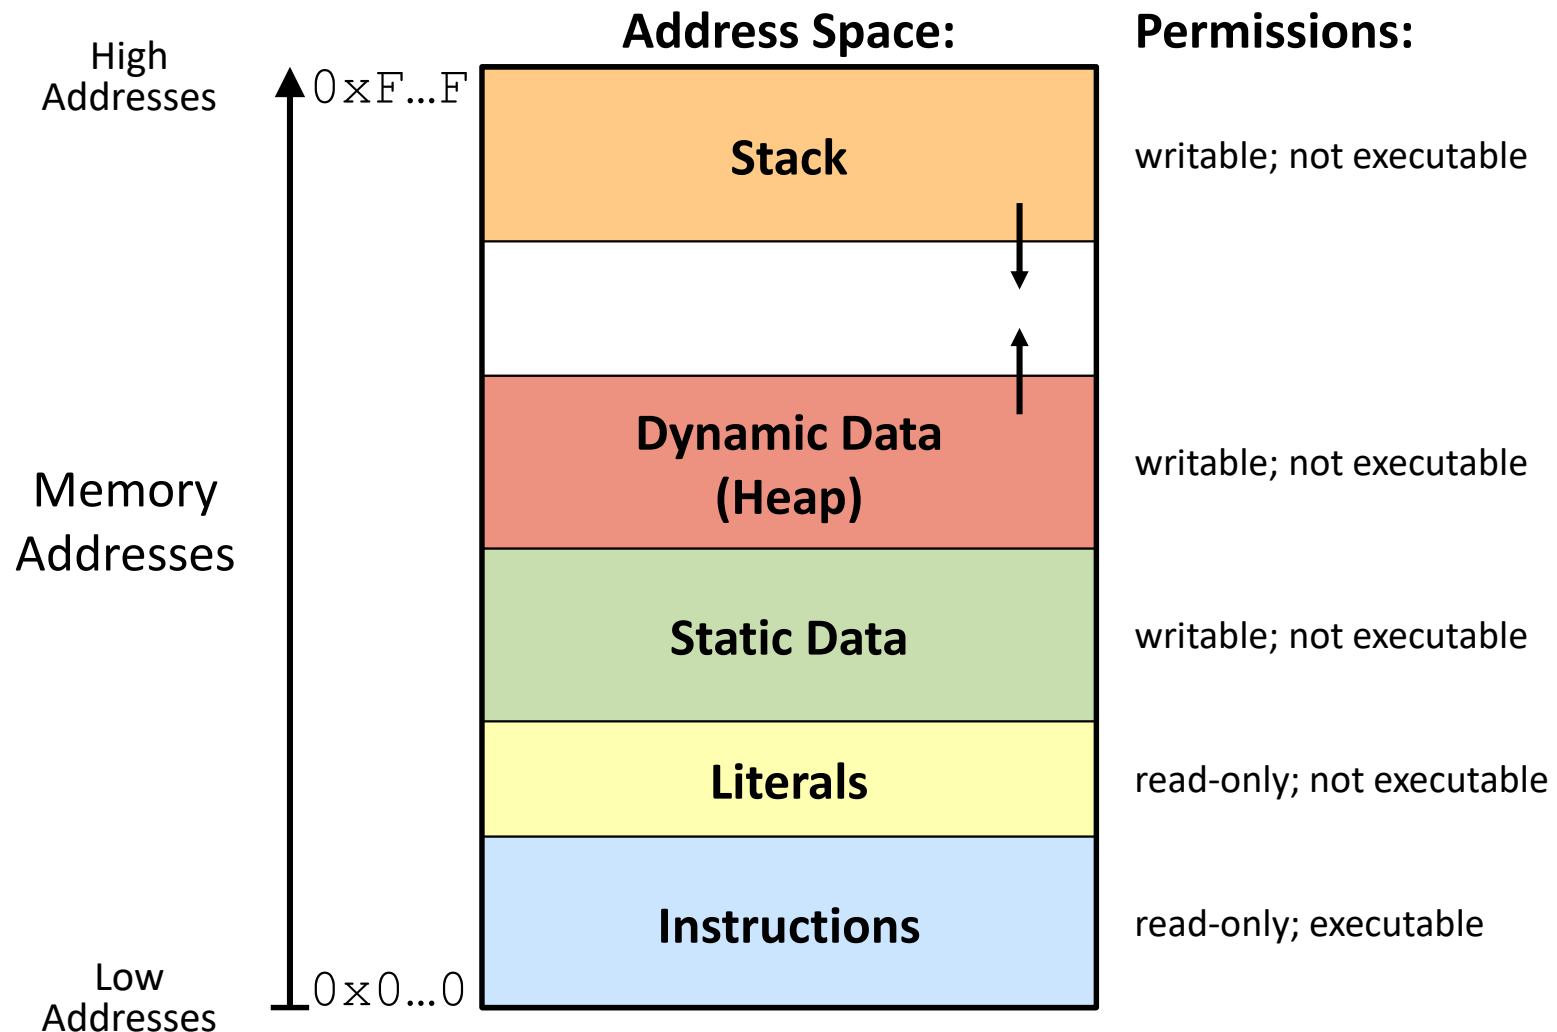 Address Space:
Permissions:
High
Addresses
0xF…F
Stack
writable; not executable
Dynamic Data
(Heap)
writable; not executable
Memory
Addresses
Static Data
writable; not executable
Literals
read-only; not executable
Instructions
read-only; executable
Low
Addresses
0x0…0